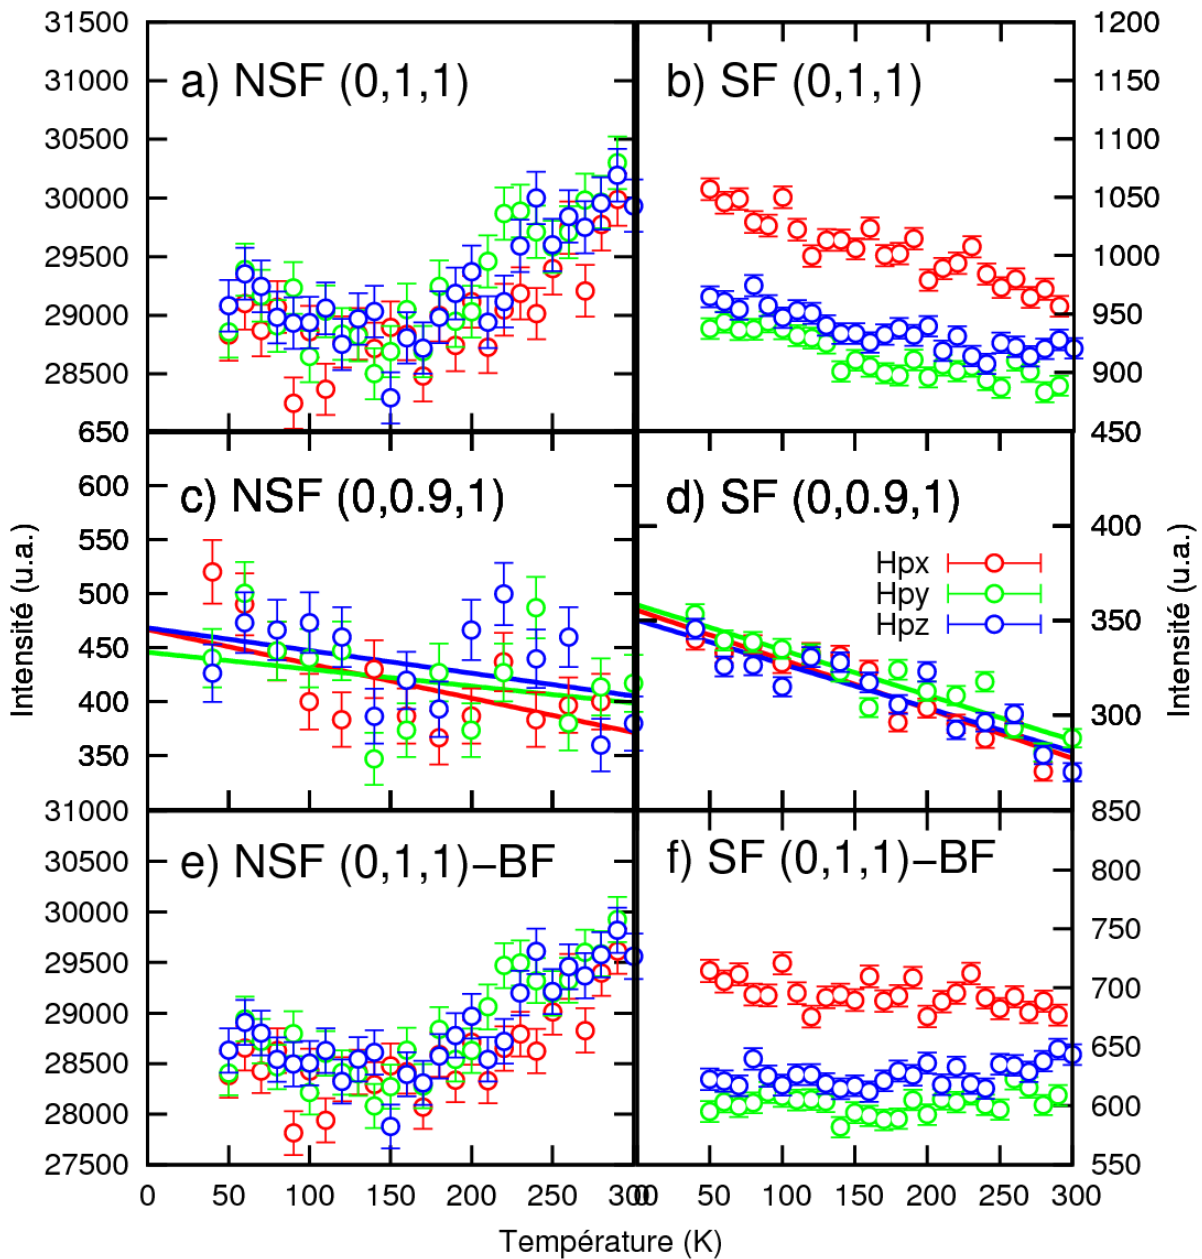 31500
31000
30500
30000
29500
29000
28500
a) NSF (0,1,1)
b) SF (0,1,1)
1200
1150
1100
1050
1000
950
900
650
600
550
500
450
400
350
c) NSF (0,0.9,1)
d) SF (0,0.9,1)
Hpx
Hpy
Hpz
450
400
350
300
Intensité (u.a.)
Intensité (u.a.)
31000
30500
30000
29500
29000
28500
28000
27500
e) NSF (0,1,1)−BF
f) SF (0,1,1)−BF
850
800
750
700
650
600
550
0 50 100 150 200 250 300
0 50 100 150 200 250 300
Température (K)